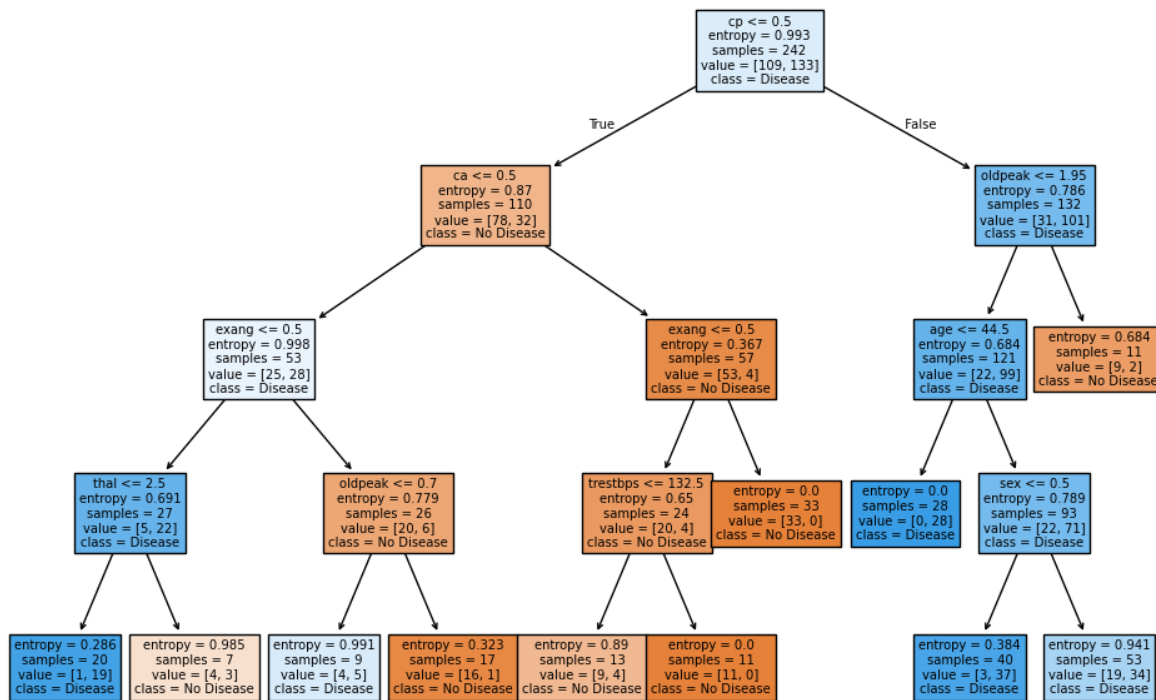 cp <= 0.5
entropy = 0.993
samples = 242
value = [109, 133]
class = Disease
True
False
ca <= 0.5
entropy = 0.87
samples = 110
value = [78, 32]
class = No Disease
oldpeak <= 1.95
entropy = 0.786
samples = 132
value = [31, 101]
class = Disease
exang <= 0.5
entropy = 0.998
samples = 53
value = [25, 28]
class = Disease
exang <= 0.5
entropy = 0.367
samples = 57
value = [53, 4]
class = No Disease
age <= 44.5
entropy = 0.684
samples = 121
value = [22, 99]
class = Disease
entropy = 0.684
samples = 11
value = [9, 2]
class = No Disease
thal <= 2.5
entropy = 0.691
samples = 27
value = [5, 22]
class = Disease
oldpeak <= 0.7
entropy = 0.779
samples = 26
value = [20, 6]
class = No Disease
trestbps <= 132.5
entropy = 0.65
samples = 24
value = [20, 4]
class = No Disease
entropy = 0.0
samples = 33
value = [33, 0]
class = No Disease
entropy = 0.0
samples = 28
value = [0, 28]
class = Disease
sex <= 0.5
entropy = 0.789
samples = 93
value = [22, 71]
class = Disease
entropy = 0.286
samples = 20
value = [1, 19]
class = Disease
entropy = 0.985
samples = 7
value = [4, 3]
class = No Disease
entropy = 0.991
samples = 9
value = [4, 5]
class = Disease
entropy = 0.323
samples = 17
value = [16, 1]
class = No Disease
entropy = 0.89
samples = 13
value = [9, 4]
class = No Disease
entropy = 0.0
samples = 11
value = [11, 0]
class = No Disease
entropy = 0.384
samples = 40
value = [3, 37]
class = Disease
entropy = 0.941
samples = 53
value = [19, 34]
class = Disease